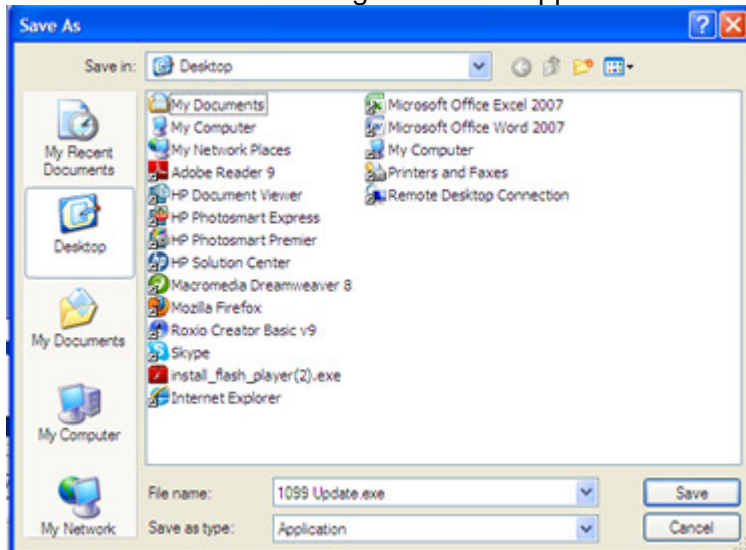 Save As
Save in: Desktop
My Recent
Documents
Desktop
My Documents
My Computer
My Network
My Documents
My Computer
My Network Places
Adobe Reader 9
HP Document Viewer
HP Photosmart Express
HP Photosmart Premier
HP Solution Center
Macromedia Dreamweaver 8
Mozilla Firefox
Roxio Creator Basic v9
Skype
install_flash_player(2).exe
Internet Explorer
Microsoft Office Excel 2007
Microsoft Office Word 2007
My Computer
Printers and Faxes
Remote Desktop Connection
File name: 1099 Update.exe Save
Save as type: Application Cancel